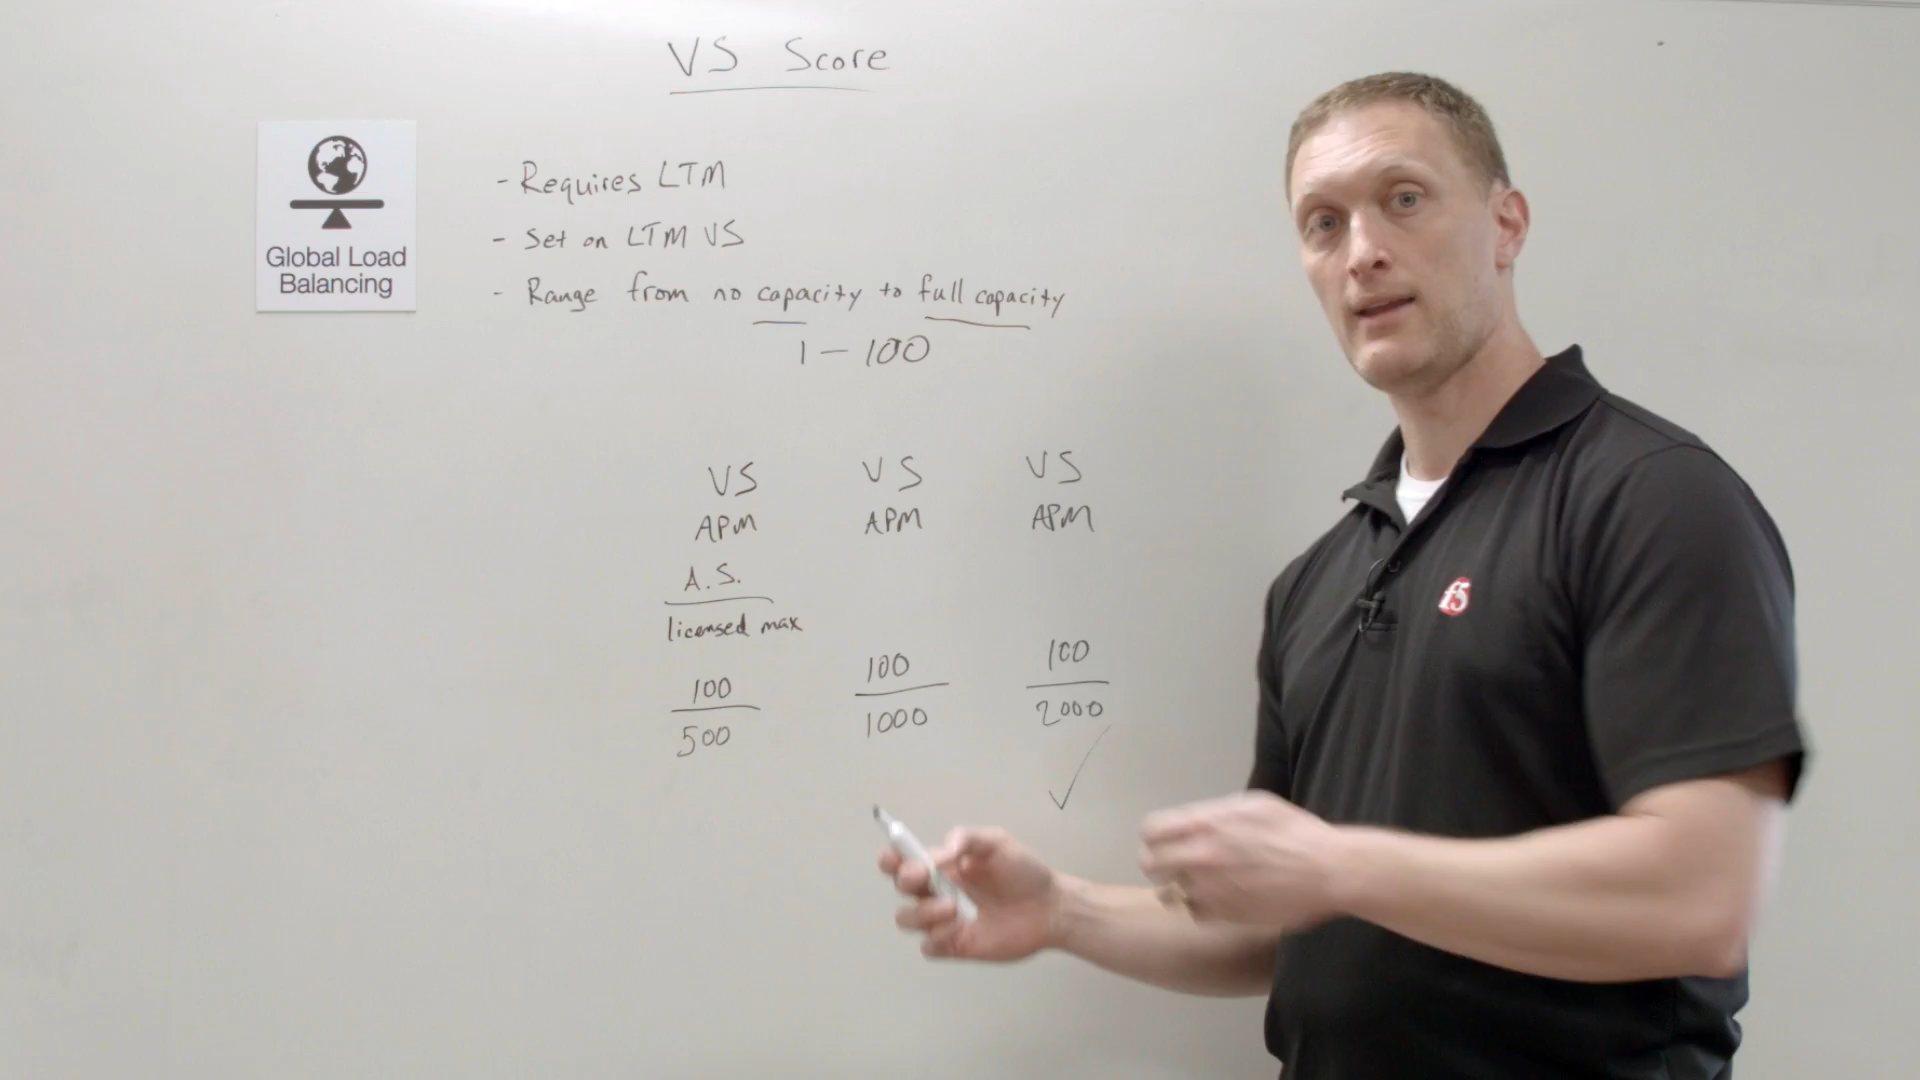 VS Score
Global Load
Balancing
- Requires LTM
- Set on LTM VS
- Range from no capacity to full capacity
1 - 100
VS VS VS
APM APM APM
A.S.
licensed max
100 100 100
500 1000 2000
f5